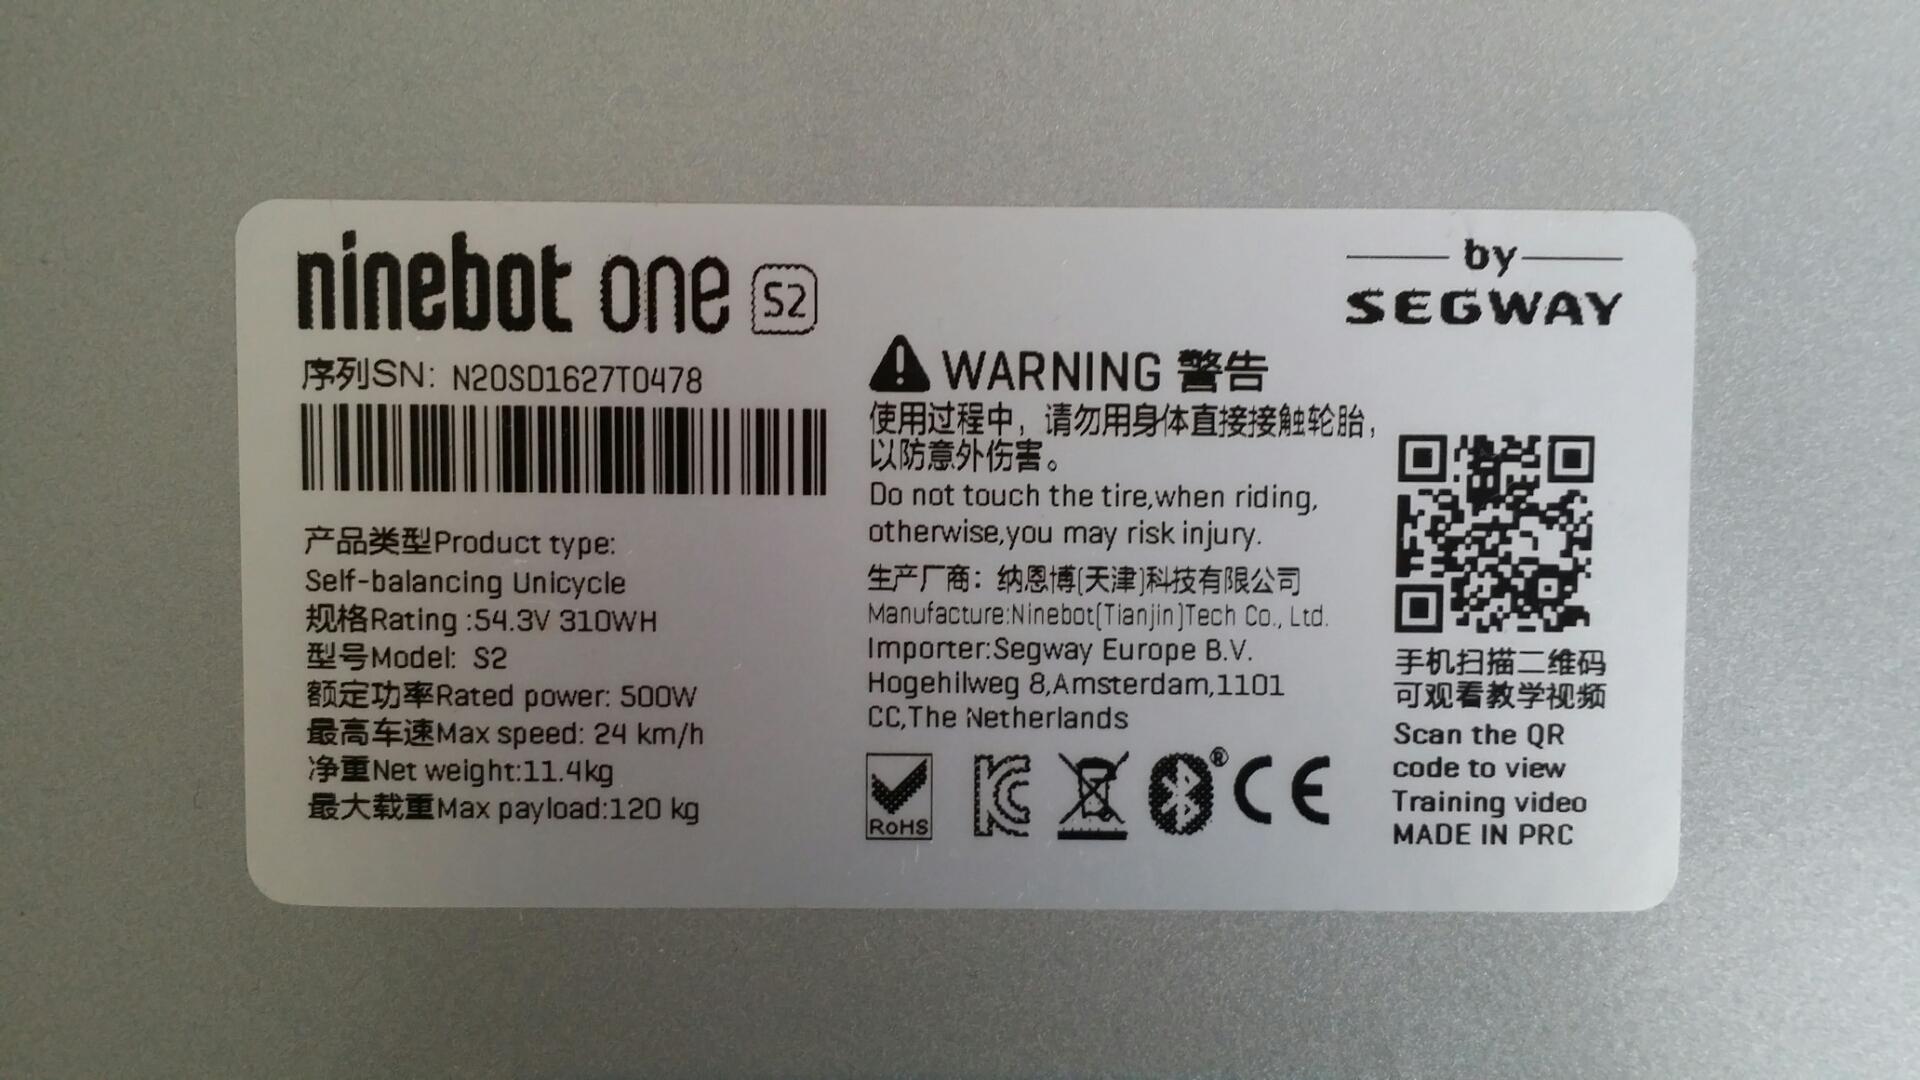 ninebot one S2
by
SEGWAY
序列SN: N20SD1627T0478
产品类型Product type:
Self-balancing Unicycle
规格Rating :54.3V 310WH
型号Model: S2
额定功率Rated power: 500W
最高车速Max speed: 24 km/h
净重Net weight:11.4kg
最大载重Max payload:120 kg
WARNING 警告
使用过程中，请勿用身体直接接触轮胎，
以防意外伤害。
Do not touch the tire,when riding,
otherwise,you may risk injury.
生产厂商：纳恩博(天津)科技有限公司
Manufacture:Ninebot(Tianjin)Tech Co., Ltd.
Importer:Segway Europe B.V.
Hogehilweg 8,Amsterdam,1101
CC,The Netherlands
RoHS
KC
®
CE
手机扫描二维码
可观看教学视频
Scan the QR
code to view
Training video
MADE IN PRC